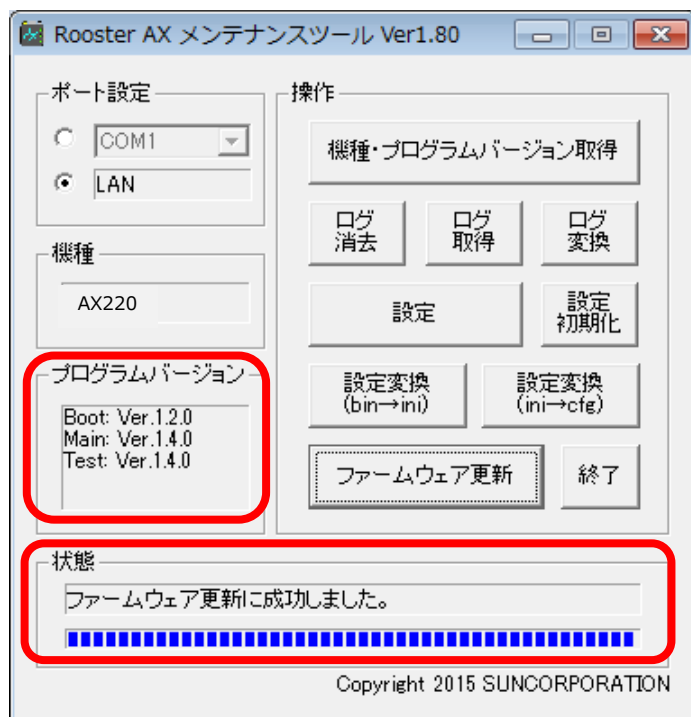 Rooster AX メンテナンスツール Ver1.80
ポート設定
COM1
LAN
機種
AX220
プログラムバージョン
Boot: Ver.1.2.0
Main: Ver.1.4.0
Test: Ver.1.4.0
操作
機種・プログラムバージョン取得
ログ
消去
ログ
取得
ログ
変換
設定
設定
初期化
設定変換
(bin→ini)
設定変換
(ini→cfg)
ファームウェア更新
終了
状態
ファームウェア更新に成功しました。
Copyright 2015 SUNCORPORATION